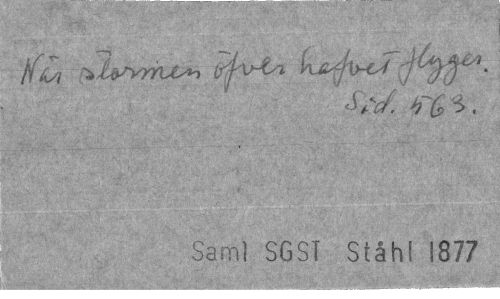 När stormen öfver hafvet flyger.
Sid. 563.
Saml SGST Ståhl 1877